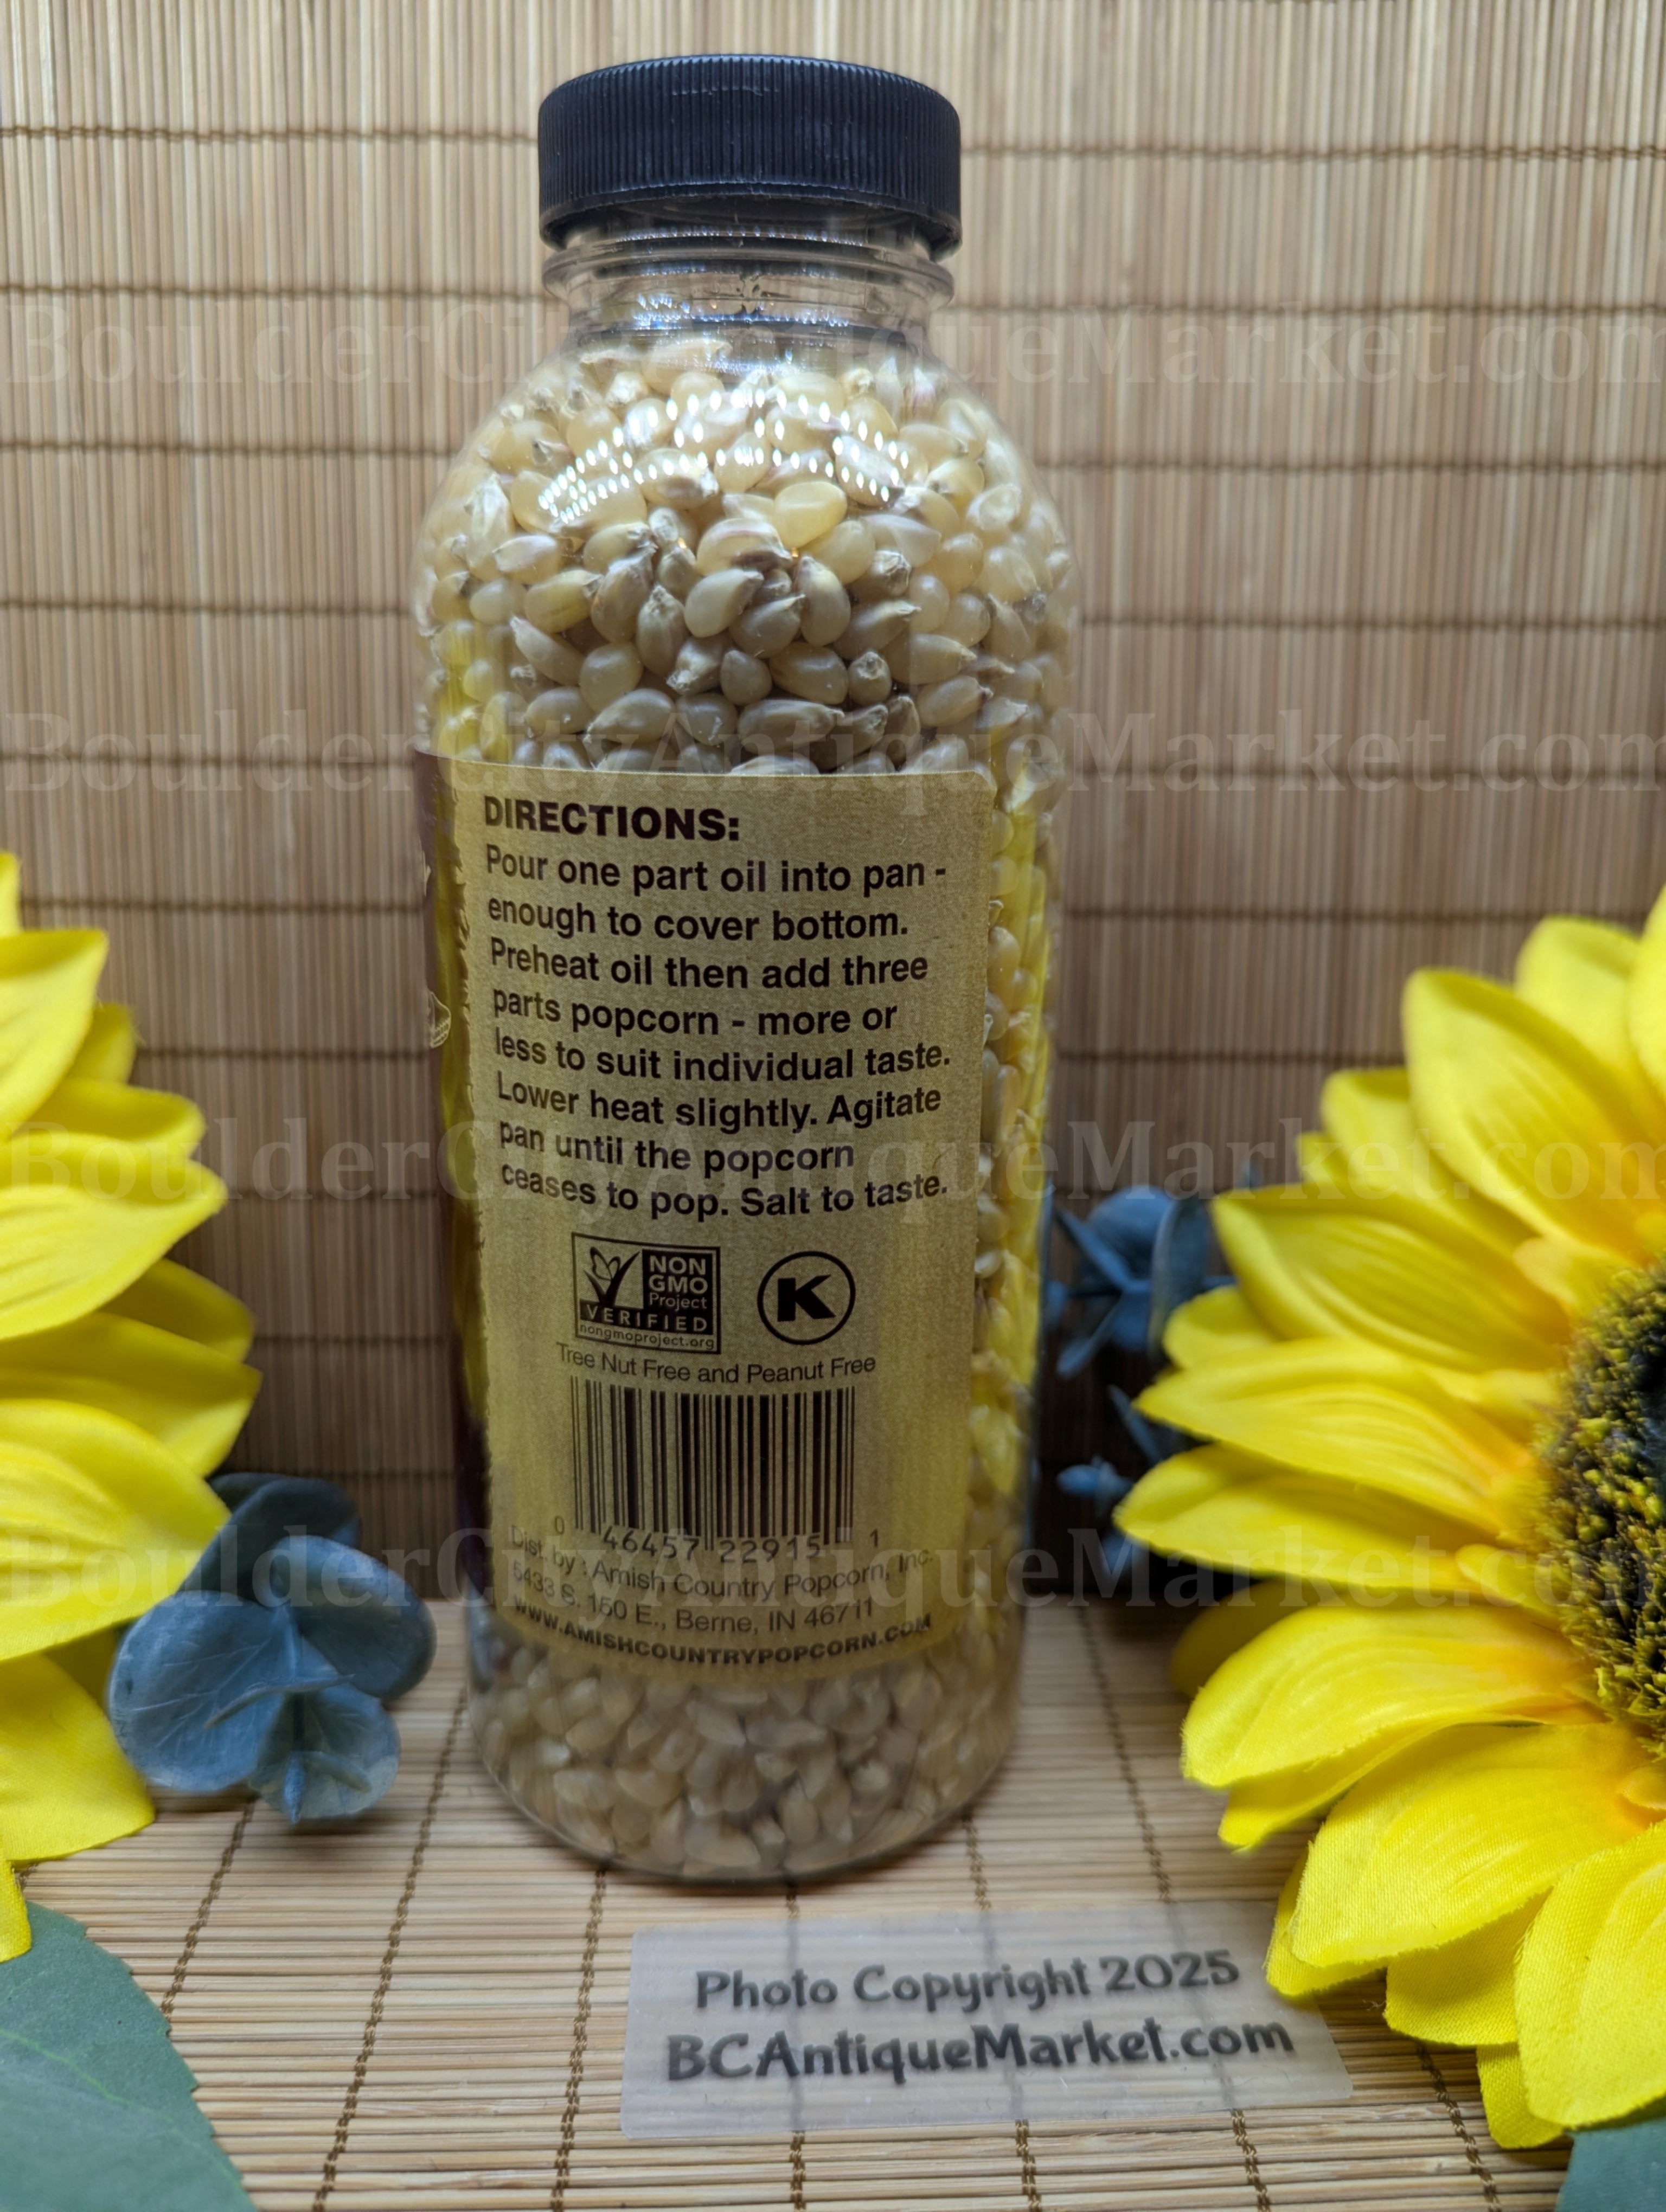 BoulderCityAntiqueMarket.com
BoulderCityAntiqueMarket.com
DIRECTIONS:
Pour one part oil into pan -
enough to cover bottom.
Preheat oil then add three
parts popcorn - more or
less to suit individual taste.
Lower heat slightly. Agitate
pan until the popcorn
ceases to pop. Salt to taste.
BoulderCityAntiqueMarket.com
NON
GMO
Project
VERIFIED
nongmoproject.org
K
Tree Nut Free and Peanut Free
0 46457 22915 1
Dist. by : Amish Country Popcorn, Inc.
5433 S. 150 E., Berne, IN 46711
WWW.AMISHCOUNTRYPOPCORN.COM
BoulderCityAntiqueMarket.com
Photo Copyright 2025
BCAntiqueMarket.com